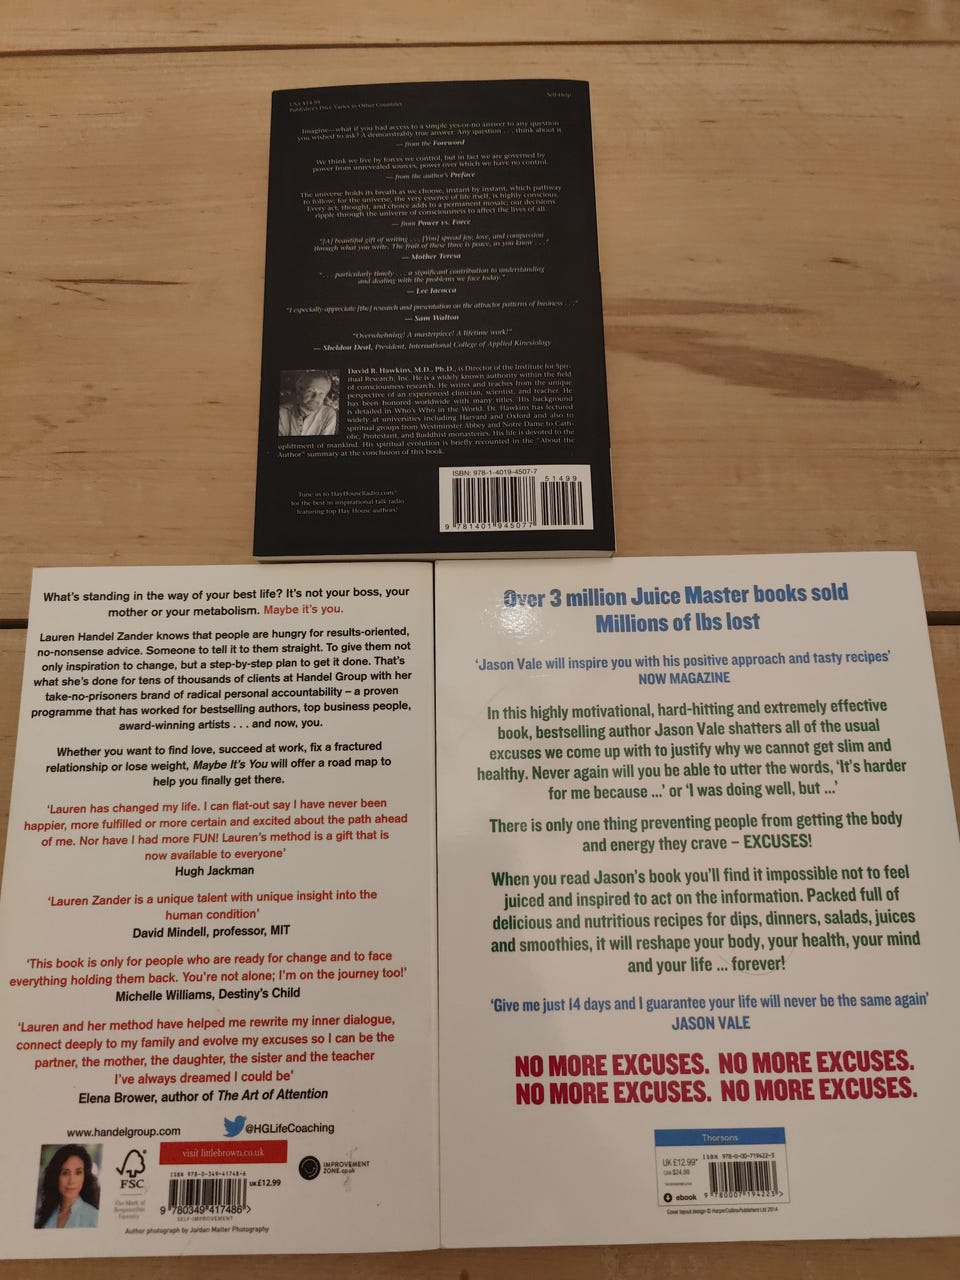 USA $14.99
Publisher's Price Varies in Other Countries
Self-Help
Imagine—what if you had access to a simple yes-or-no answer to any question
you wished to ask? A demonstrably true answer. Any question . . . think about it
— from the Foreword
We think we live by forces we control, but in fact we are governed by
power from unrevealed sources, power over which we have no control.
— from the author's Preface
The universe holds its breath as we choose, instant by instant, which pathway
to follow; for the universe, the very essence of life itself, is highly conscious.
Every act, thought, and choice adds to a permanent mosaic; our decisions
ripple through the universe of consciousness to affect the lives of all.
— from Power vs. Force
"[A] beautiful gift of writing . . . [You] spread joy, love, and compassion
through what you write. The fruit of these three is peace, as you know . . ."
— Mother Teresa
". . . particularly timely . . . a significant contribution to understanding
and dealing with the problems we face today."
— Lee Iacocca
"I especially appreciate [the] research and presentation on the attractor patterns of business . . ."
— Sam Walton
"Overwhelming! A masterpiece! A lifetime work!"
— Sheldon Deal, President, International College of Applied Kinesiology
David R. Hawkins, M.D., Ph.D., is Director of the Institute for Spir-
itual Research, Inc. He is a widely known authority within the field
of consciousness research. He writes and teaches from the unique
perspective of an experienced clinician, scientist, and teacher. He
has been honored worldwide with many titles. His background
is detailed in Who's Who in the World. Dr. Hawkins has lectured
widely at universities including Harvard and Oxford and also to
spiritual groups from Westminster Abbey and Notre Dame to Cath-
olic, Protestant, and Buddhist monasteries. His life is devoted to the
upliftment of mankind. His spiritual evolution is briefly recounted in the "About the
Author" summary at the conclusion of this book.
Tune in to HayHouseRadio.com®
for the best in inspirational talk radio
featuring top Hay House authors!
ISBN: 978-1-4019-4507-7
51499
9 781401 945077
What's standing in the way of your best life? It's not your boss, your
mother or your metabolism. Maybe it's you.
Lauren Handel Zander knows that people are hungry for results-oriented,
no-nonsense advice. Someone to tell it to them straight. To give them not
only inspiration to change, but a step-by-step plan to get it done. That's
what she's done for tens of thousands of clients at Handel Group with her
take-no-prisoners brand of radical personal accountability – a proven
programme that has worked for bestselling authors, top business people,
award-winning artists . . . and now, you.
Whether you want to find love, succeed at work, fix a fractured
relationship or lose weight, Maybe It's You will offer a road map to
help you finally get there.
'Lauren has changed my life. I can flat-out say I have never been
happier, more fulfilled or more certain and excited about the path ahead
of me. Nor have I had more FUN! Lauren's method is a gift that is
now available to everyone'
Hugh Jackman
'Lauren Zander is a unique talent with unique insight into the
human condition'
David Mindell, professor, MIT
'This book is only for people who are ready for change and to face
everything holding them back. You're not alone; I'm on the journey too!'
Michelle Williams, Destiny's Child
'Lauren and her method have helped me rewrite my inner dialogue,
connect deeply to my family and evolve my excuses so I can be the
partner, the mother, the daughter, the sister and the teacher
I've always dreamed I could be'
Elena Brower, author of The Art of Attention
www.handelgroup.com
@HGLifeCoaching
FSC
The Mark of
Responsible
Forestry
visit littlebrown.co.uk
ISBN 978-0-349-41748-6
UK £12.99
9 780349 417486 >
SELF-IMPROVEMENT
IMPROVEMENT
ZONE.co.uk
Author photograph by Jordan Matter Photography
Over 3 million Juice Master books sold
Millions of lbs lost
'Jason Vale will inspire you with his positive approach and tasty recipes'
NOW MAGAZINE
In this highly motivational, hard-hitting and extremely effective
book, bestselling author Jason Vale shatters all of the usual
excuses we come up with to justify why we cannot get slim and
healthy. Never again will you be able to utter the words, 'It's harder
for me because ...' or 'I was doing well, but ...'
There is only one thing preventing people from getting the body
and energy they crave – EXCUSES!
When you read Jason's book you'll find it impossible not to feel
juiced and inspired to act on the information. Packed full of
delicious and nutritious recipes for dips, dinners, salads, juices
and smoothies, it will reshape your body, your health, your mind
and your life ... forever!
'Give me just 14 days and I guarantee your life will never be the same again'
JASON VALE
NO MORE EXCUSES. NO MORE EXCUSES.
NO MORE EXCUSES. NO MORE EXCUSES.
Thorsons
UK £12.99*
CAN $24.99
ebook
ISBN 978-0-00-719422-3
9 780007 194223 >
Cover layout design © HarperCollinsPublishers Ltd 2014